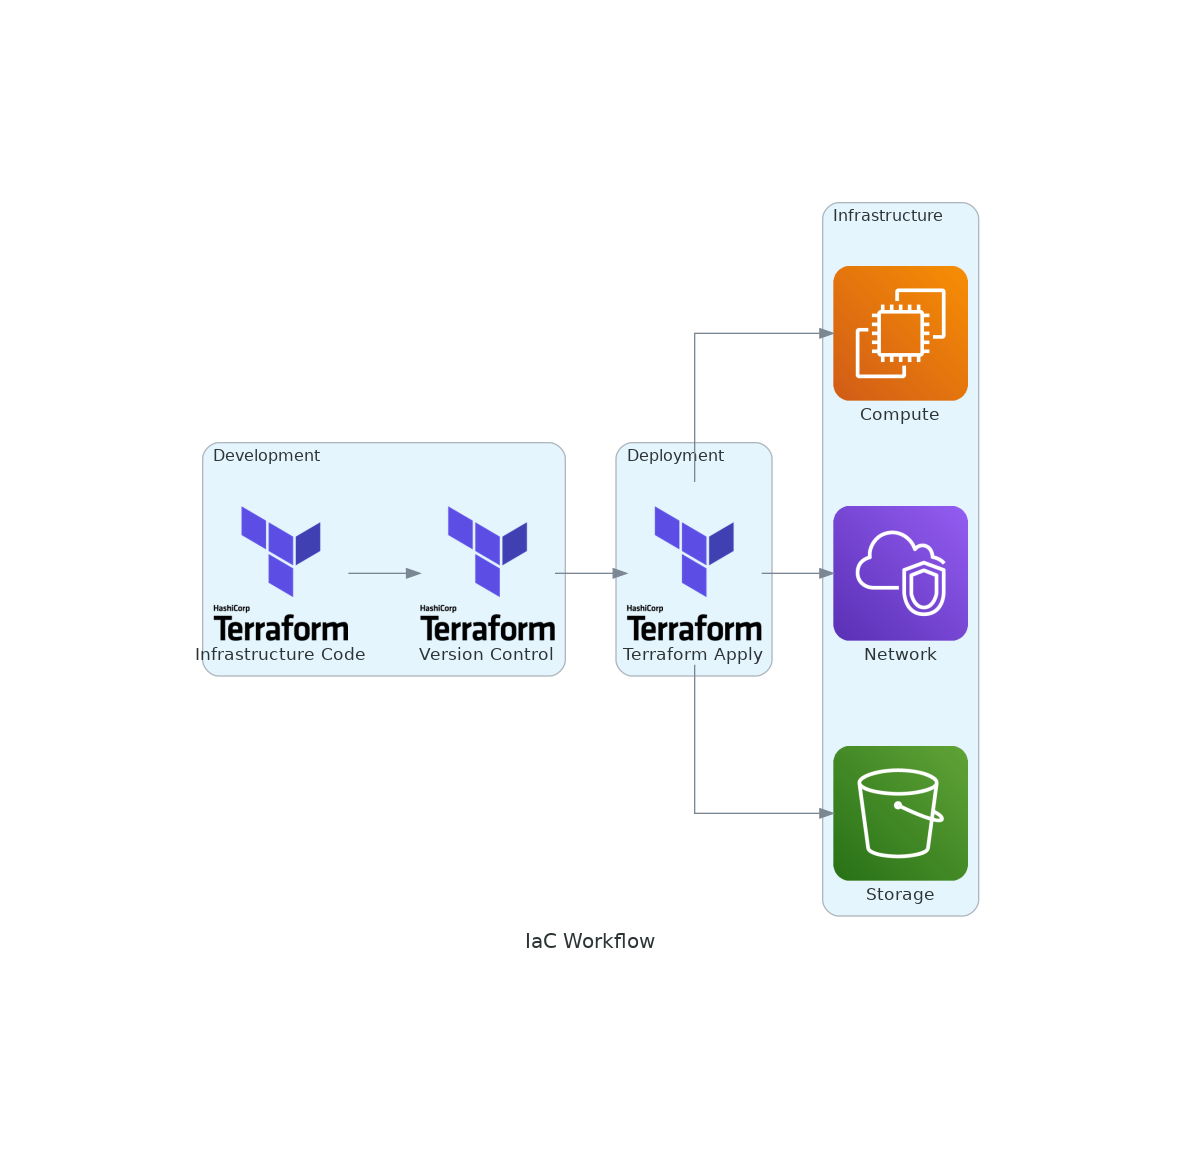 Infrastructure
Compute
Development
Deployment
HashiCorp
Terraform
Infrastructure Code
HashiCorp
Terraform
Version Control
HashiCorp
Terraform
Terraform Apply
Network
Storage
IaC Workflow